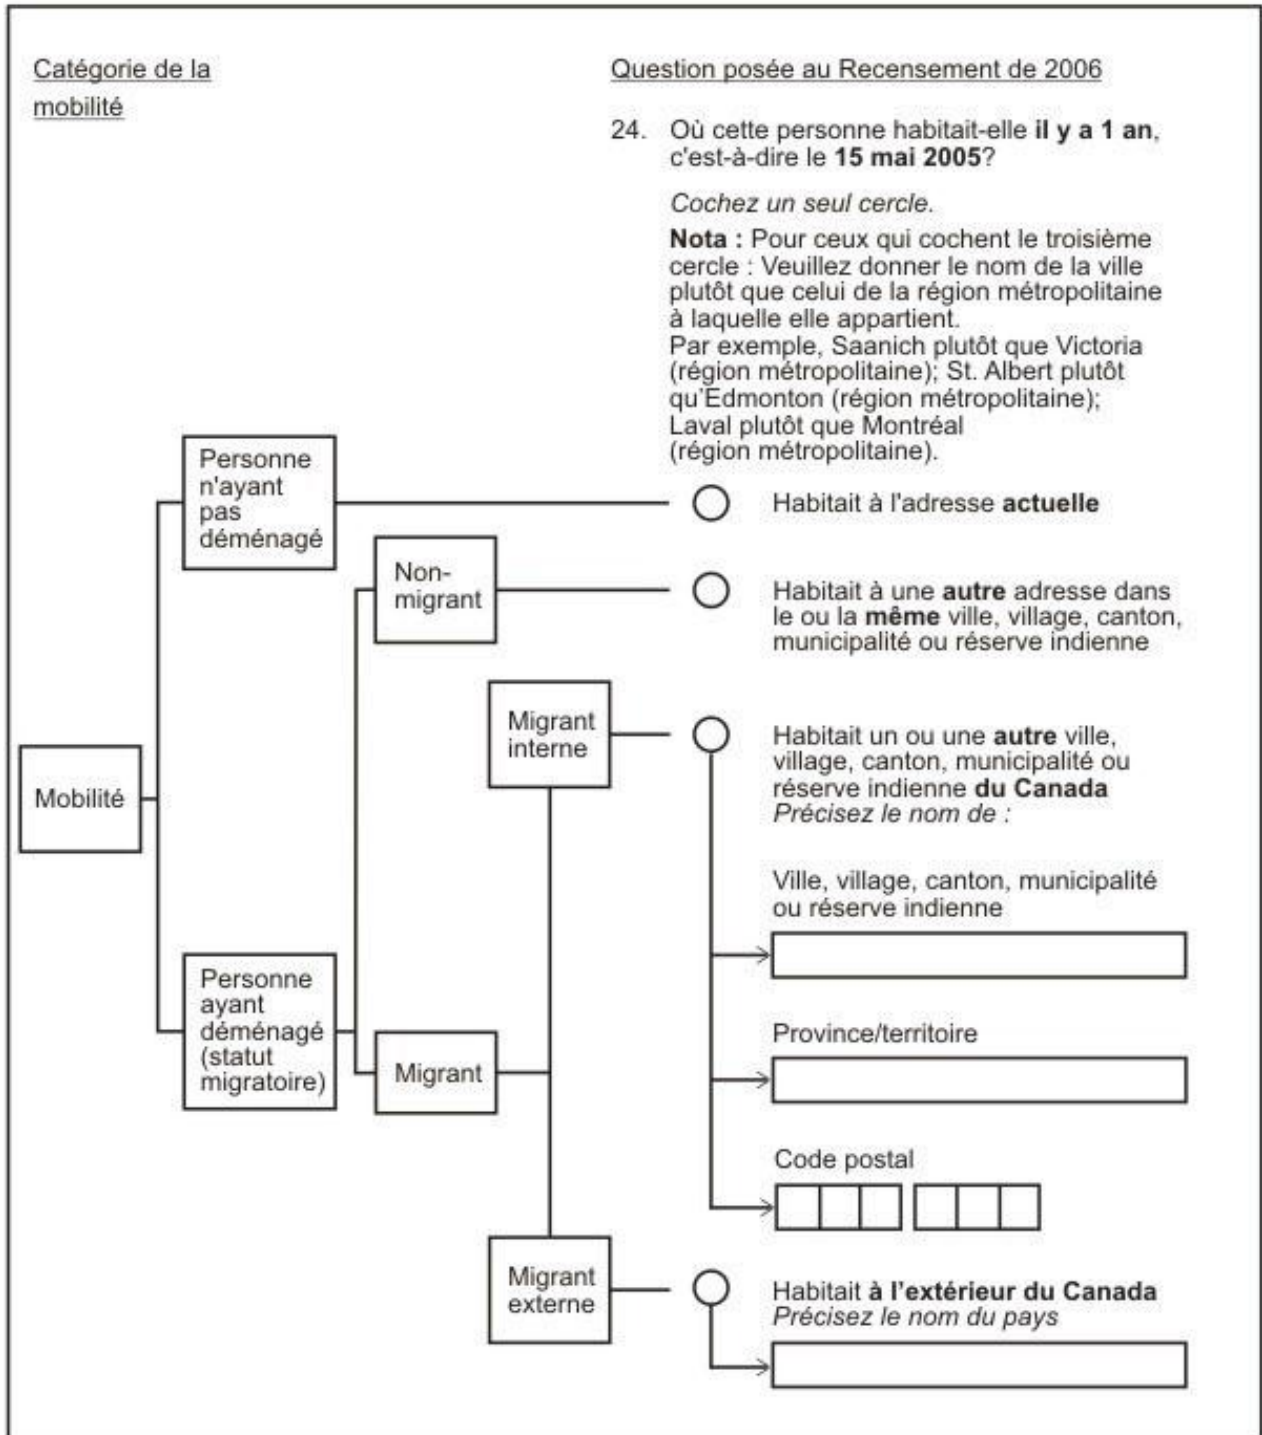 Catégorie de la
mobilité
Question posée au Recensement de 2006
24. Où cette personne habitait-elle il y a 1 an,
c'est-à-dire le 15 mai 2005?
Cochez un seul cercle.
Nota : Pour ceux qui cochent le troisième
cercle : Veuillez donner le nom de la ville
plutôt que celui de la région métropolitaine
à laquelle elle appartient.
Par exemple, Saanich plutôt que Victoria
(région métropolitaine); St. Albert plutôt
qu'Edmonton (région métropolitaine);
Laval plutôt que Montréal
(région métropolitaine).
Personne
n'ayant
pas
déménagé
Habitait à l'adresse actuelle
Non-
migrant
Habitait à une autre adresse dans
le ou la même ville, village, canton,
municipalité ou réserve indienne
Migrant
interne
Habitait un ou une autre ville,
village, canton, municipalité ou
réserve indienne du Canada
Précisez le nom de :
Mobilité
Ville, village, canton, municipalité
ou réserve indienne
Personne
ayant
déménagé
(statut
migratoire)
Migrant
Province/territoire
Code postal
Migrant
externe
Habitait à l'extérieur du Canada
Précisez le nom du pays